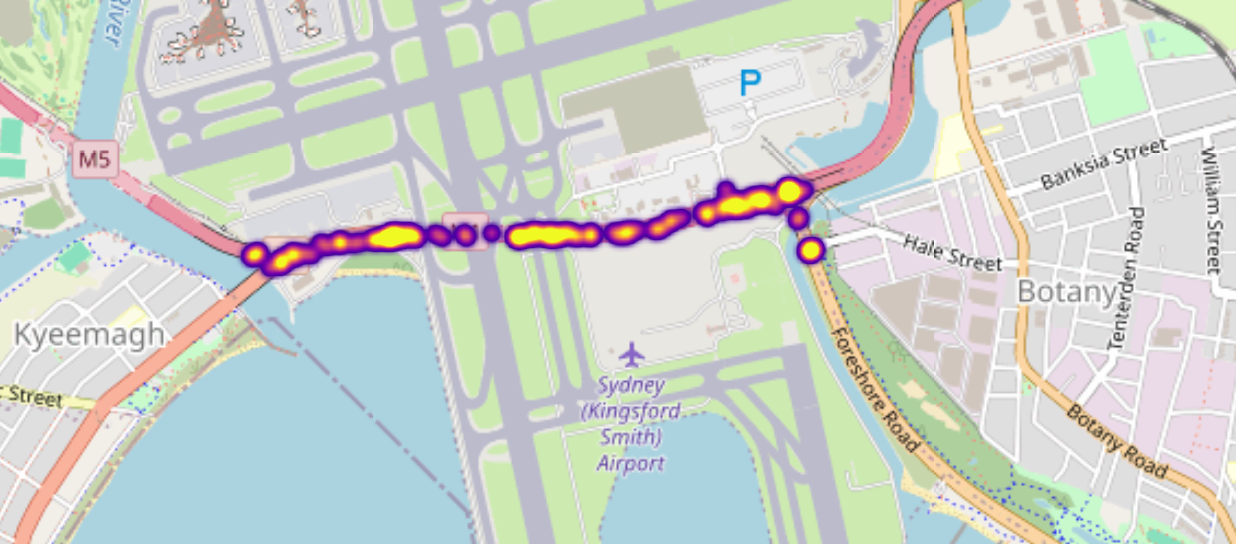 River
P
M5
Banksia Street
William Street
Hale Street
Tenterden Road
Botany
Kyeemagh
Street
Foreshore Road
Sydney
(Kingsford
Smith)
Airport
Botany Road